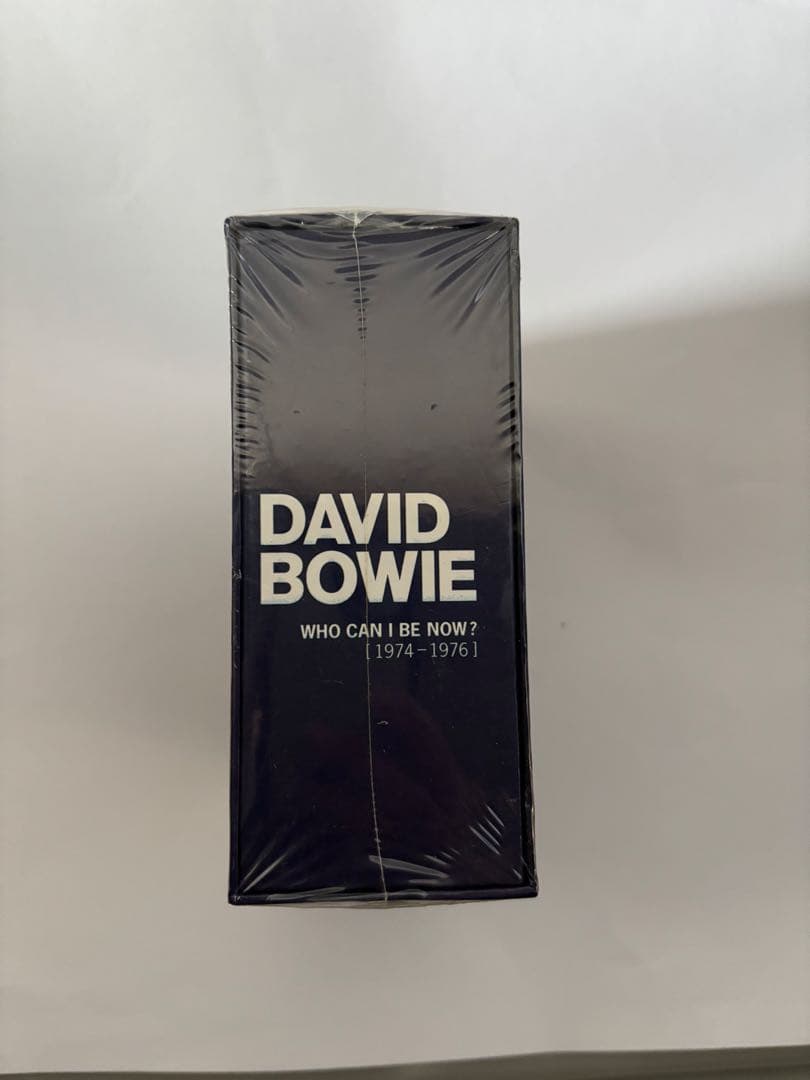 DAVID
BOWIE
WHO CAN I BE NOW?
[1974–1976]